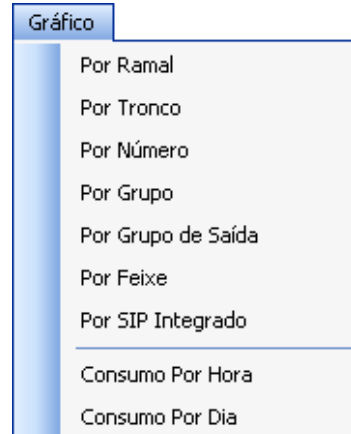 Gráfico
Por Ramal
Por Tronco
Por Número
Por Grupo
Por Grupo de Saída
Por Feixe
Por SIP Integrado
Consumo Por Hora
Consumo Por Dia